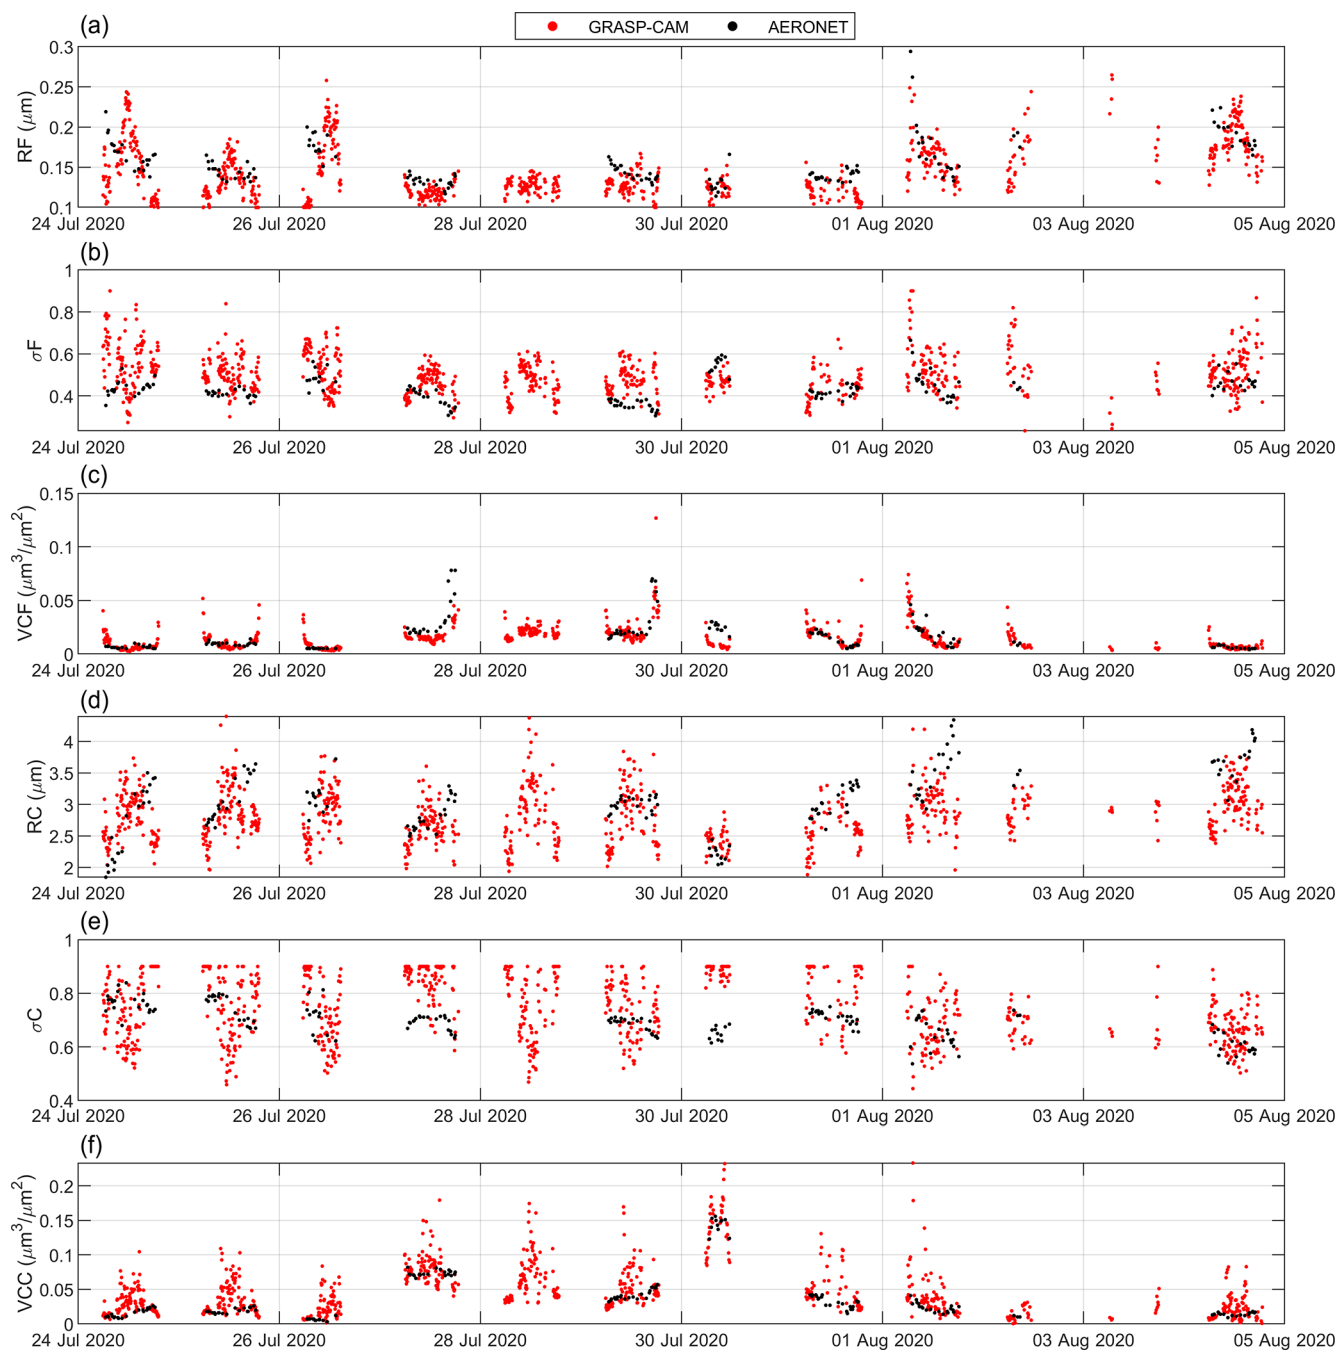 (a)
GRASP-CAM AERONET
0.3
0.25
0.2
0.15
0.1
RF (μm)
24 Jul 2020 26 Jul 2020 28 Jul 2020 30 Jul 2020 01 Aug 2020 03 Aug 2020 05 Aug 2020
(b)
1
0.8
0.6
0.4
σF
24 Jul 2020 26 Jul 2020 28 Jul 2020 30 Jul 2020 01 Aug 2020 03 Aug 2020 05 Aug 2020
(c)
0.15
0.1
0.05
0
VCF (μm³/μm²)
24 Jul 2020 26 Jul 2020 28 Jul 2020 30 Jul 2020 01 Aug 2020 03 Aug 2020 05 Aug 2020
(d)
4
3.5
3
2.5
2
RC (μm)
24 Jul 2020 26 Jul 2020 28 Jul 2020 30 Jul 2020 01 Aug 2020 03 Aug 2020 05 Aug 2020
(e)
1
0.8
0.6
0.4
σC
24 Jul 2020 26 Jul 2020 28 Jul 2020 30 Jul 2020 01 Aug 2020 03 Aug 2020 05 Aug 2020
(f)
0.2
0.15
0.1
0.05
0
VCC (μm³/μm²)
24 Jul 2020 26 Jul 2020 28 Jul 2020 30 Jul 2020 01 Aug 2020 03 Aug 2020 05 Aug 2020